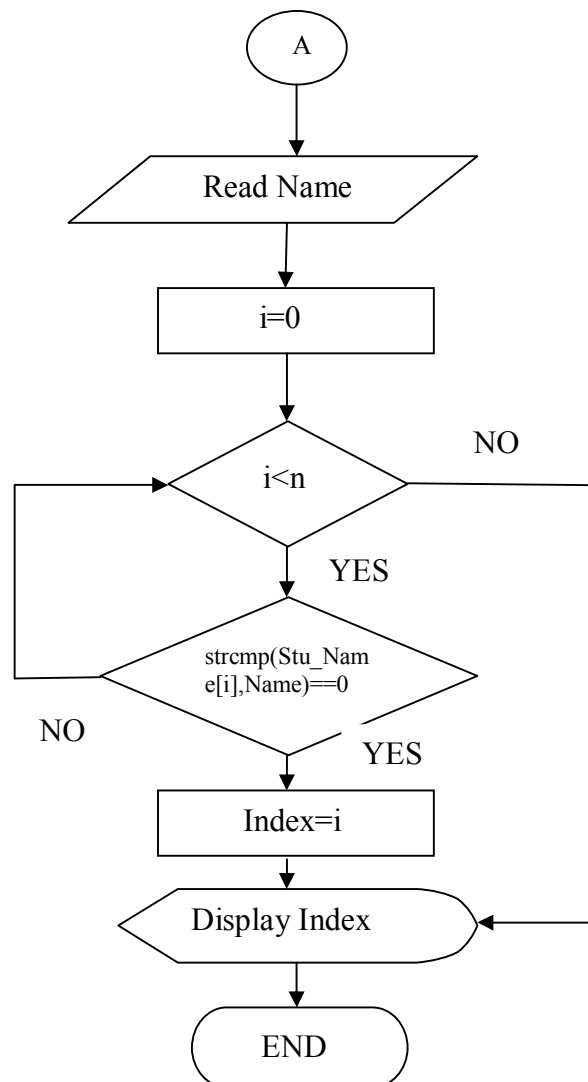 A
Read Name
i=0
NO
i<n
YES
strcmp(Stu_Nam
e[i],Name)==0
NO
YES
Index=i
Display Index
END